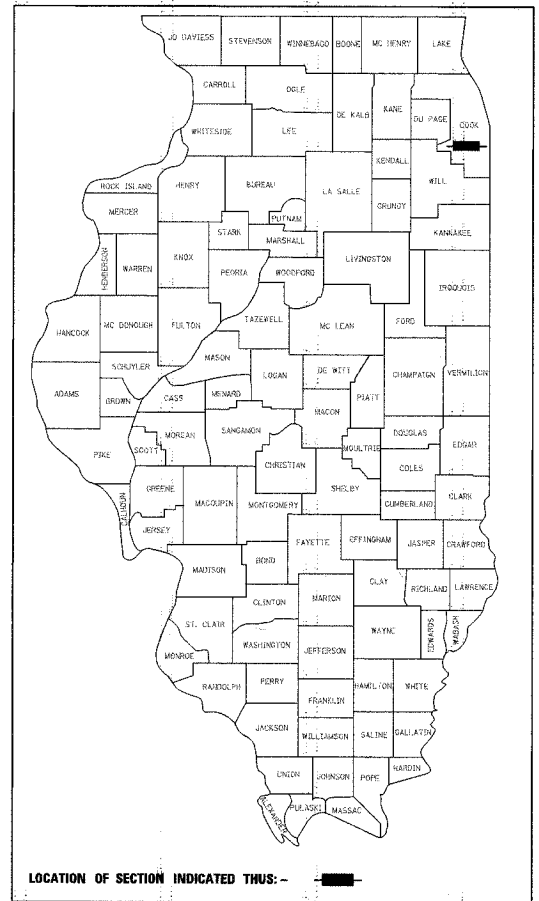 JO DAVIESS STEVENSON WINNEBAGO BOONE MC HENRY LAKE
CARROLL OGLE DE KALB KANE DU PAGE COOK
WHITESIDE LEE KENDALL WILL
ROCK ISLAND HENRY BUREAU LA SALLE GRUNDY
MERCER PUTNAM KANKAKEE
HENDERSON WARREN KNOX STARK MARSHALL LIVINGSTON
PEORIA WOODFORD IROQUOIS
HANCOCK MC DONOUGH FULTON TAZEWELL MC LEAN FORD
SCHUYLER MASON LOGAN DE WITT CHAMPAIGN VERMILION
ADAMS BROWN CASS MENARD MACON PIATT
PIKE SCOTT MORGAN SANGAMON MOULTRIE DOUGLAS EDGAR
CHRISTIAN COLES
CALHOUN GREENE MACOUPIN MONTGOMERY SHELBY CUMBERLAND CLARK
JERSEY FAYETTE EFFINGHAM JASPER CRAWFORD
MADISON BOND CLAY RICHLAND LAWRENCE
CLINTON MARION
ST. CLAIR WASHINGTON WAYNE EDWARDS WABASH
MONROE JEFFERSON
RANDOLPH PERRY HAMILTON WHITE
FRANKLIN
JACKSON WILLIAMSON SALINE GALLATIN
UNION JOHNSON POPE HARDIN
ALEXANDER PULASKI MASSAC
LOCATION OF SECTION INDICATED THUS: -